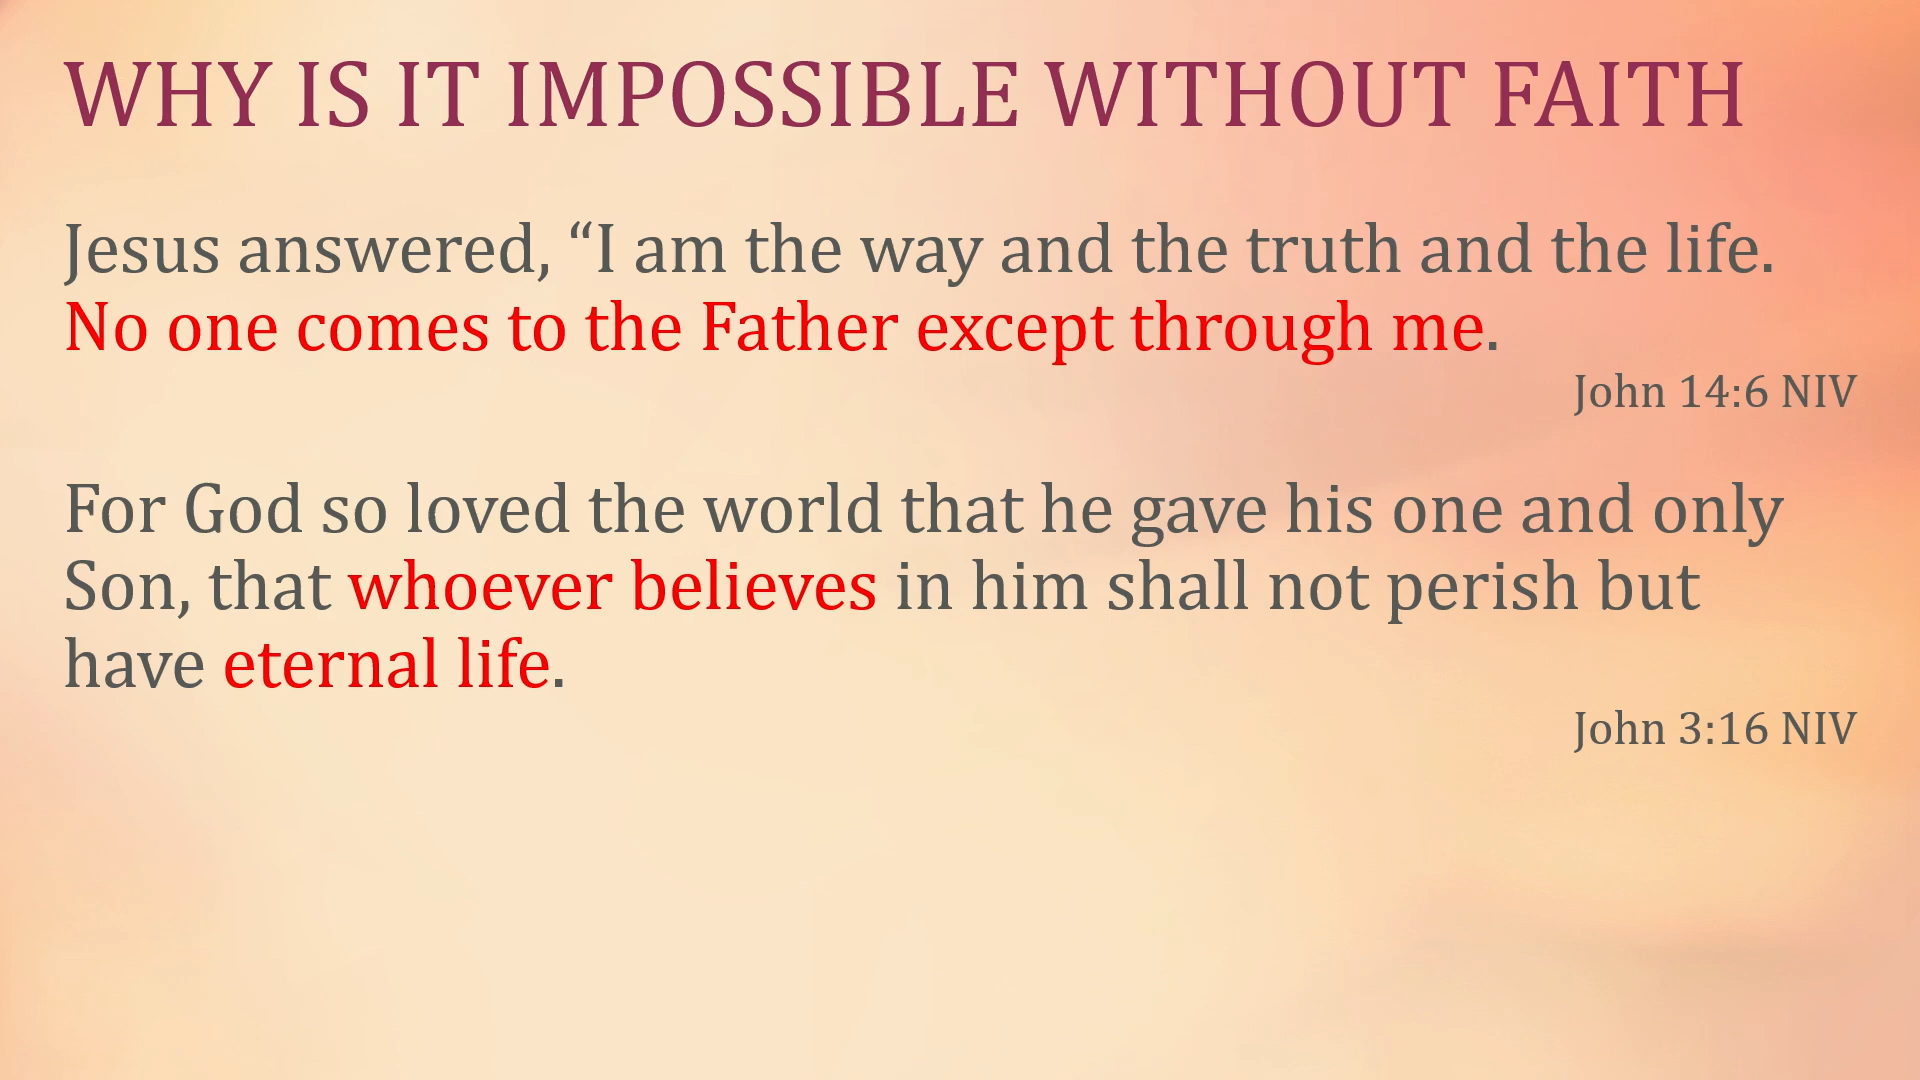 WHY IS IT IMPOSSIBLE WITHOUT FAITH
Jesus answered, “I am the way and the truth and the life.
No one comes to the Father except through me.
John 14:6 NIV
For God so loved the world that he gave his one and only
Son, that whoever believes in him shall not perish but
have eternal life.
John 3:16 NIV